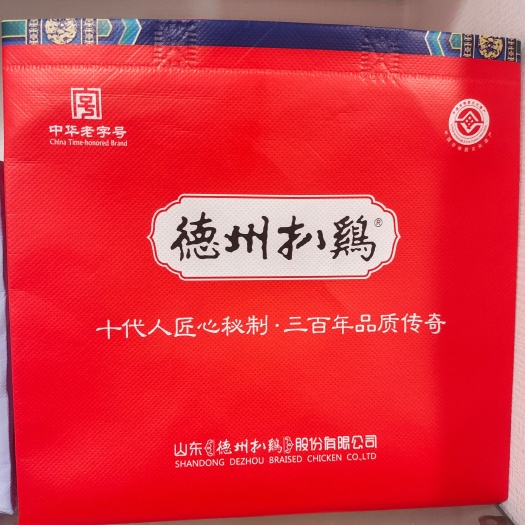 中华老字号
China Time-honored Brand
德州扒鷄®
十代人匠心秘制·三百年品质传奇
山东德州扒鷄股份有限公司
SHANDONG DEZHOU BRAISED CHICKEN CO.,LTD